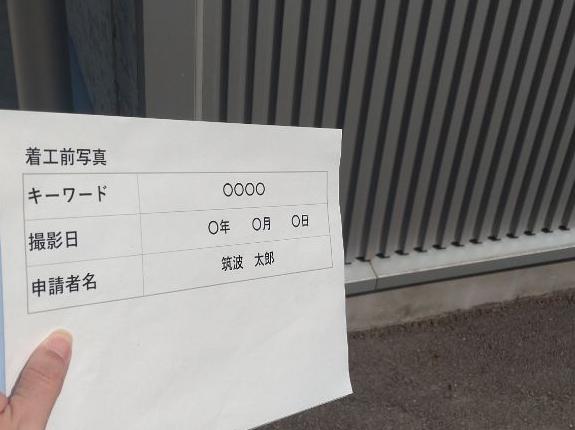 着工前写真
キーワード 〇〇〇〇
撮影日 〇年 〇月 〇日
申請者名 筑波 太郎